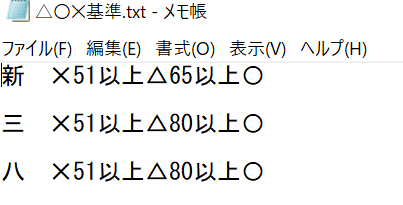 △〇×基準.txt - メモ帳
ファイル(F) 編集(E) 書式(O) 表示(V) ヘルプ(H)
新　×51以上△65以上〇
三　×51以上△80以上〇
八　×51以上△80以上〇